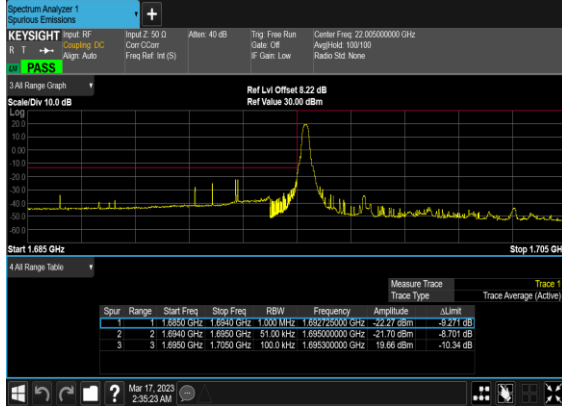 Spectrum Analyzer 1
Spurious Emissions
+
KEYSIGHT Input: RF Input Z: 50 Ω Atten: 40 dB Trig: Free Run Center Freq: 22.005000000 GHz
R T Coupling: DC Corr CCorr Gate: Off Avg|Hold: 100/100
Align: Auto Freq Ref: Int (S) IF Gain: Low Radio Std: None
PASS
3 All Range Graph
Ref Lvl Offset 8.22 dB
Scale/Div 10.0 dB Ref Value 30.00 dBm
Log
20.0
10.0
0.00
-10.0
-20.0
-30.0
-40.0
-50.0
-60.0
Start 1.685 GHz Stop 1.705 GH
4 All Range Table
Measure Trace Trace 1
Trace Type Trace Average (Active)
Spur Range Start Freq Stop Freq RBW Frequency Amplitude ΔLimit
1 1 1.6850 GHz 1.6940 GHz 1.000 MHz 1.692725000 GHz -22.27 dBm -9.271 dB
2 2 1.6940 GHz 1.6950 GHz 51.00 kHz 1.695000000 GHz -21.70 dBm -8.701 dB
3 3 1.6950 GHz 1.7050 GHz 100.0 kHz 1.695300000 GHz 19.66 dBm -10.34 dB
? Mar 17, 2023
2:35:23 AM